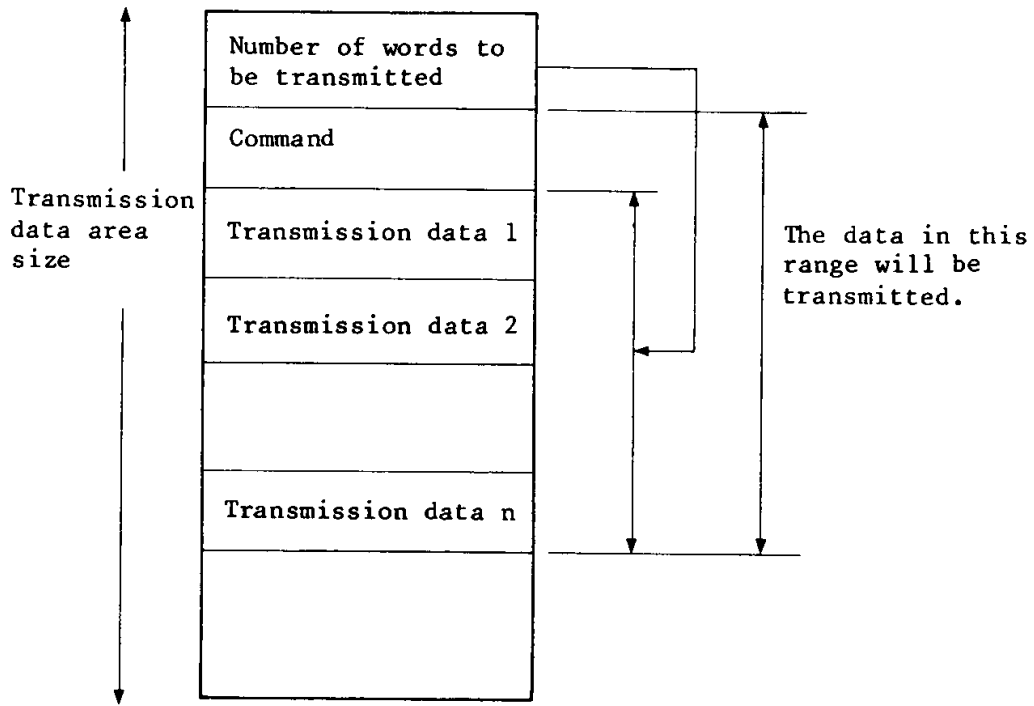 Number of words to
be transmitted
Command
Transmission
data area
size
Transmission data 1
The data in this
range will be
transmitted.
Transmission data 2
Transmission data n